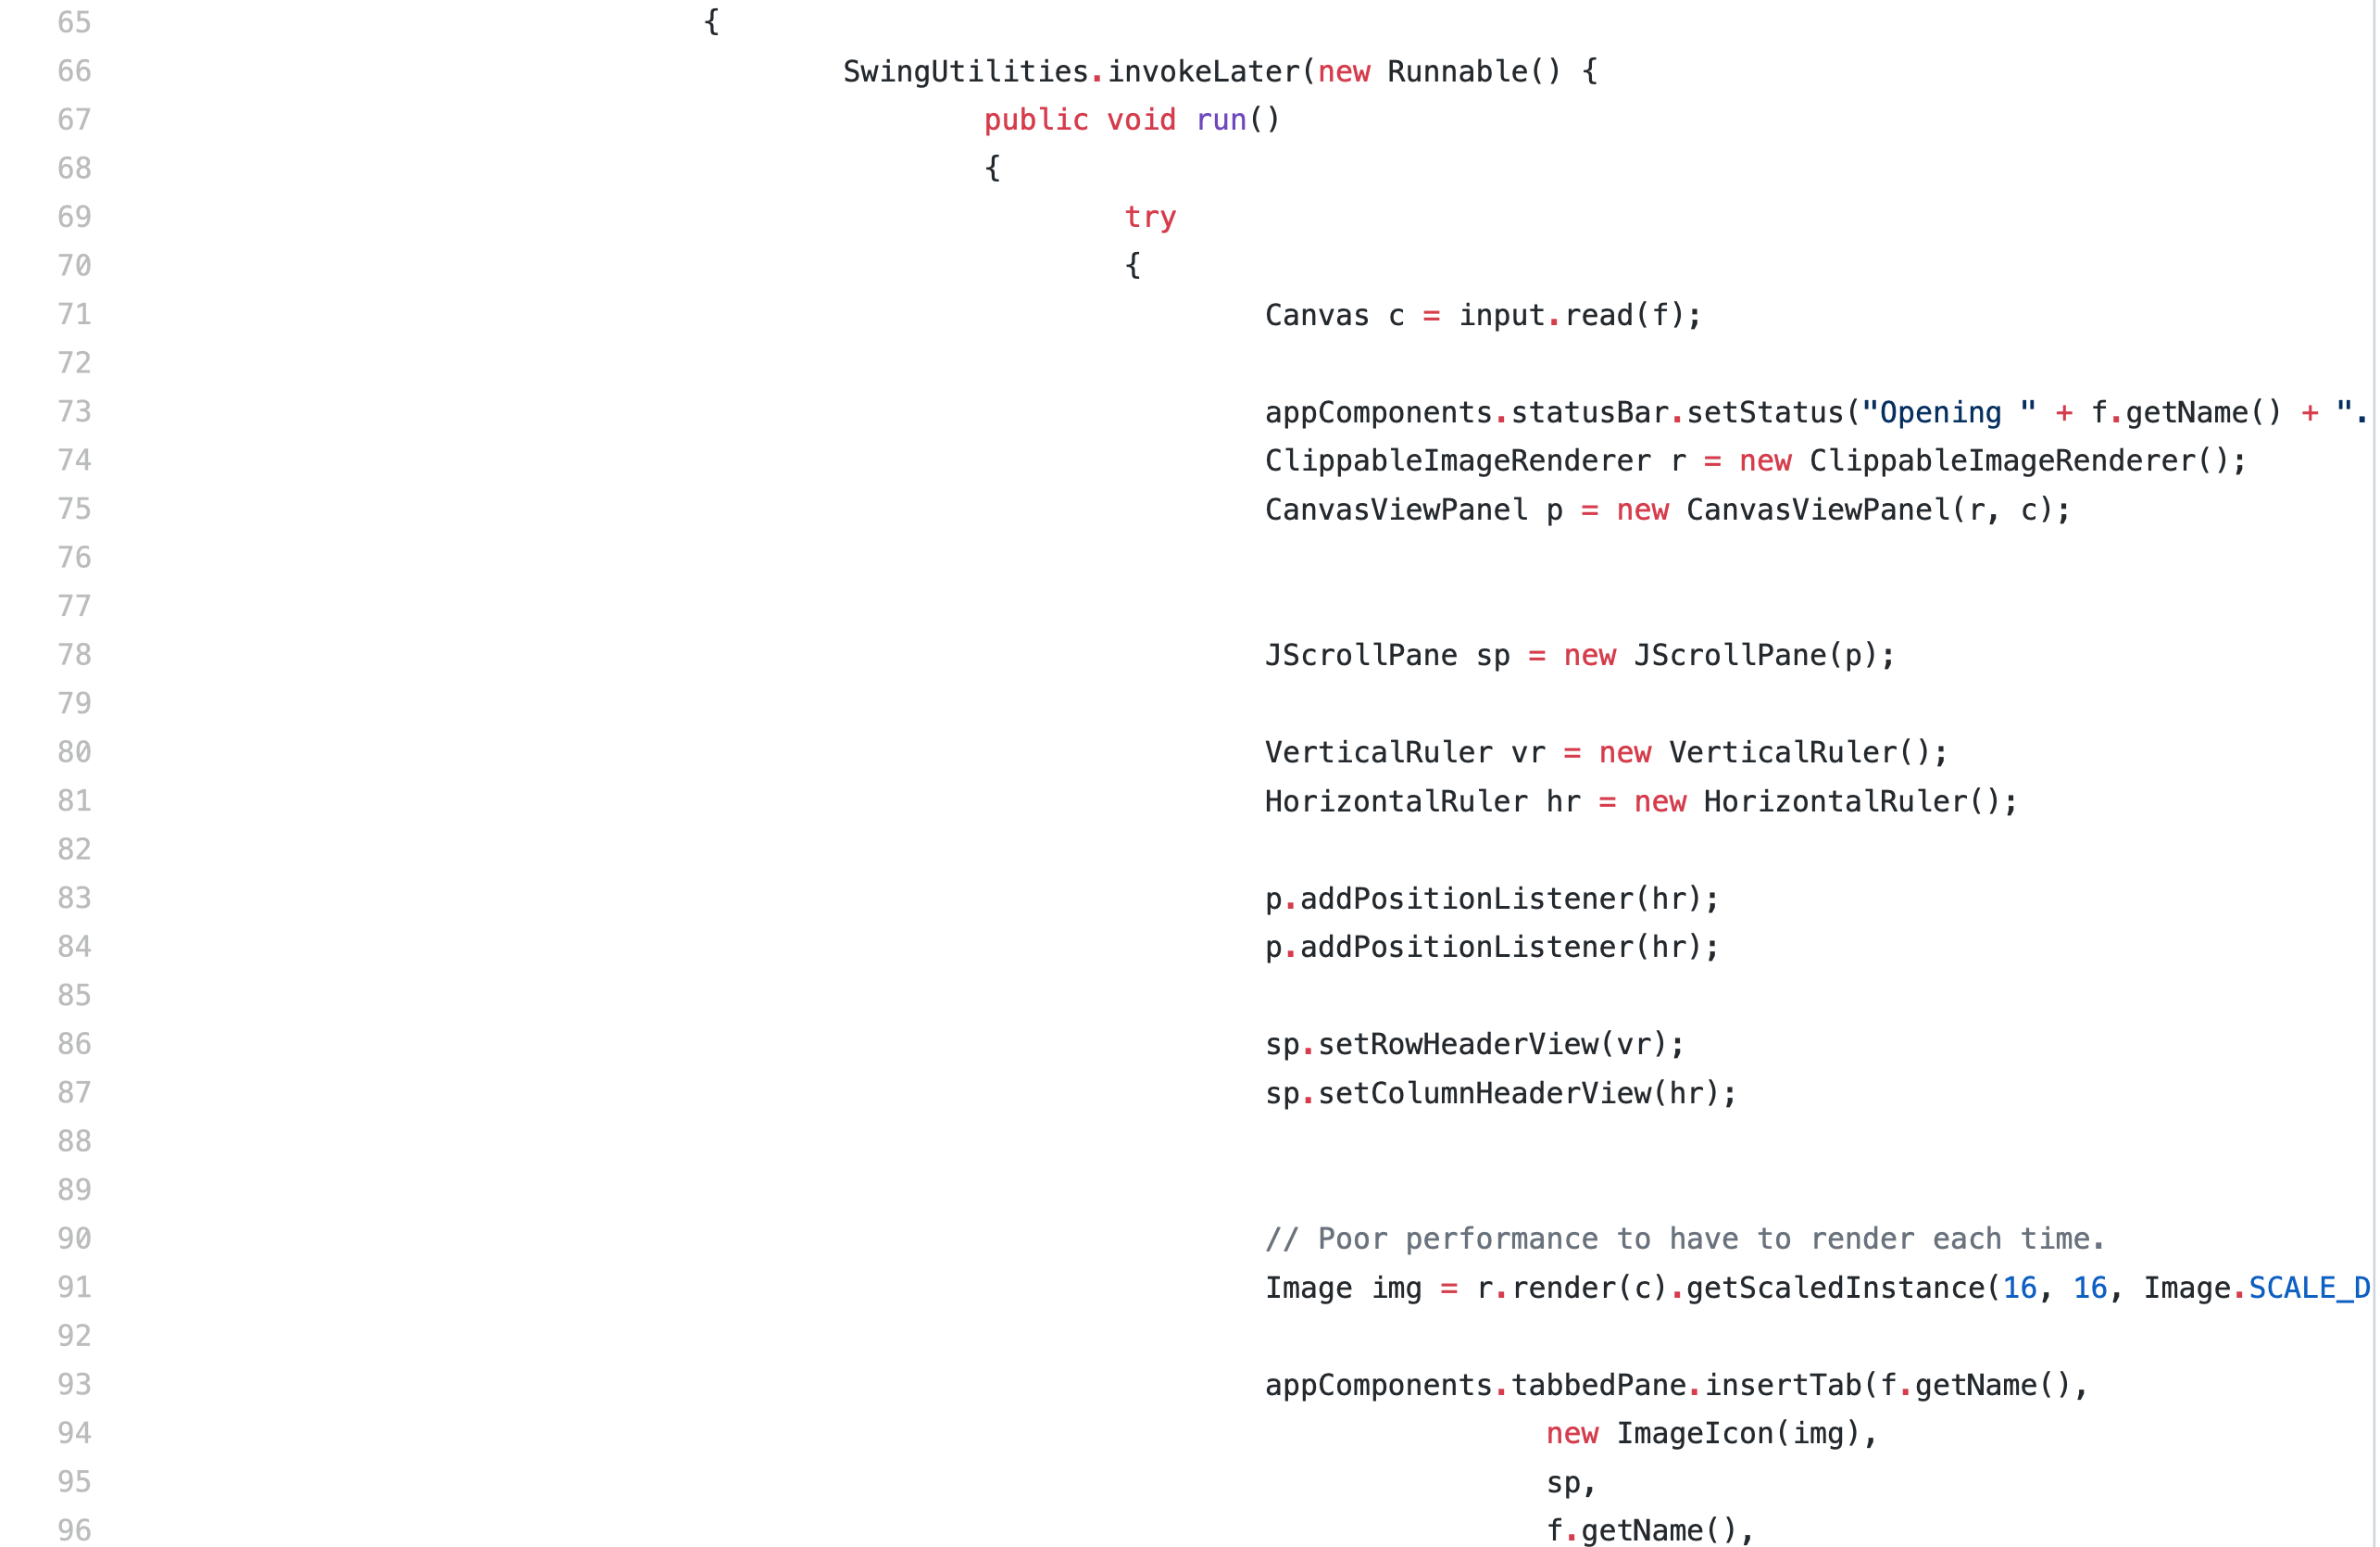 65 {
66 SwingUtilities.invokeLater(new Runnable() {
67 public void run()
68 {
69 try
70 {
71 Canvas c = input.read(f);
72
73 appComponents.statusBar.setStatus("Opening " + f.getName() + ".
74 ClippableImageRenderer r = new ClippableImageRenderer();
75 CanvasViewPanel p = new CanvasViewPanel(r, c);
76
77
78 JScrollPane sp = new JScrollPane(p);
79
80 VerticalRuler vr = new VerticalRuler();
81 HorizontalRuler hr = new HorizontalRuler();
82
83 p.addPositionListener(hr);
84 p.addPositionListener(hr);
85
86 sp.setRowHeaderView(vr);
87 sp.setColumnHeaderView(hr);
88
89
90 // Poor performance to have to render each time.
91 Image img = r.render(c).getScaledInstance(16, 16, Image.SCALE_D
92
93 appComponents.tabbedPane.insertTab(f.getName(),
94 new ImageIcon(img),
95 sp,
96 f.getName(),